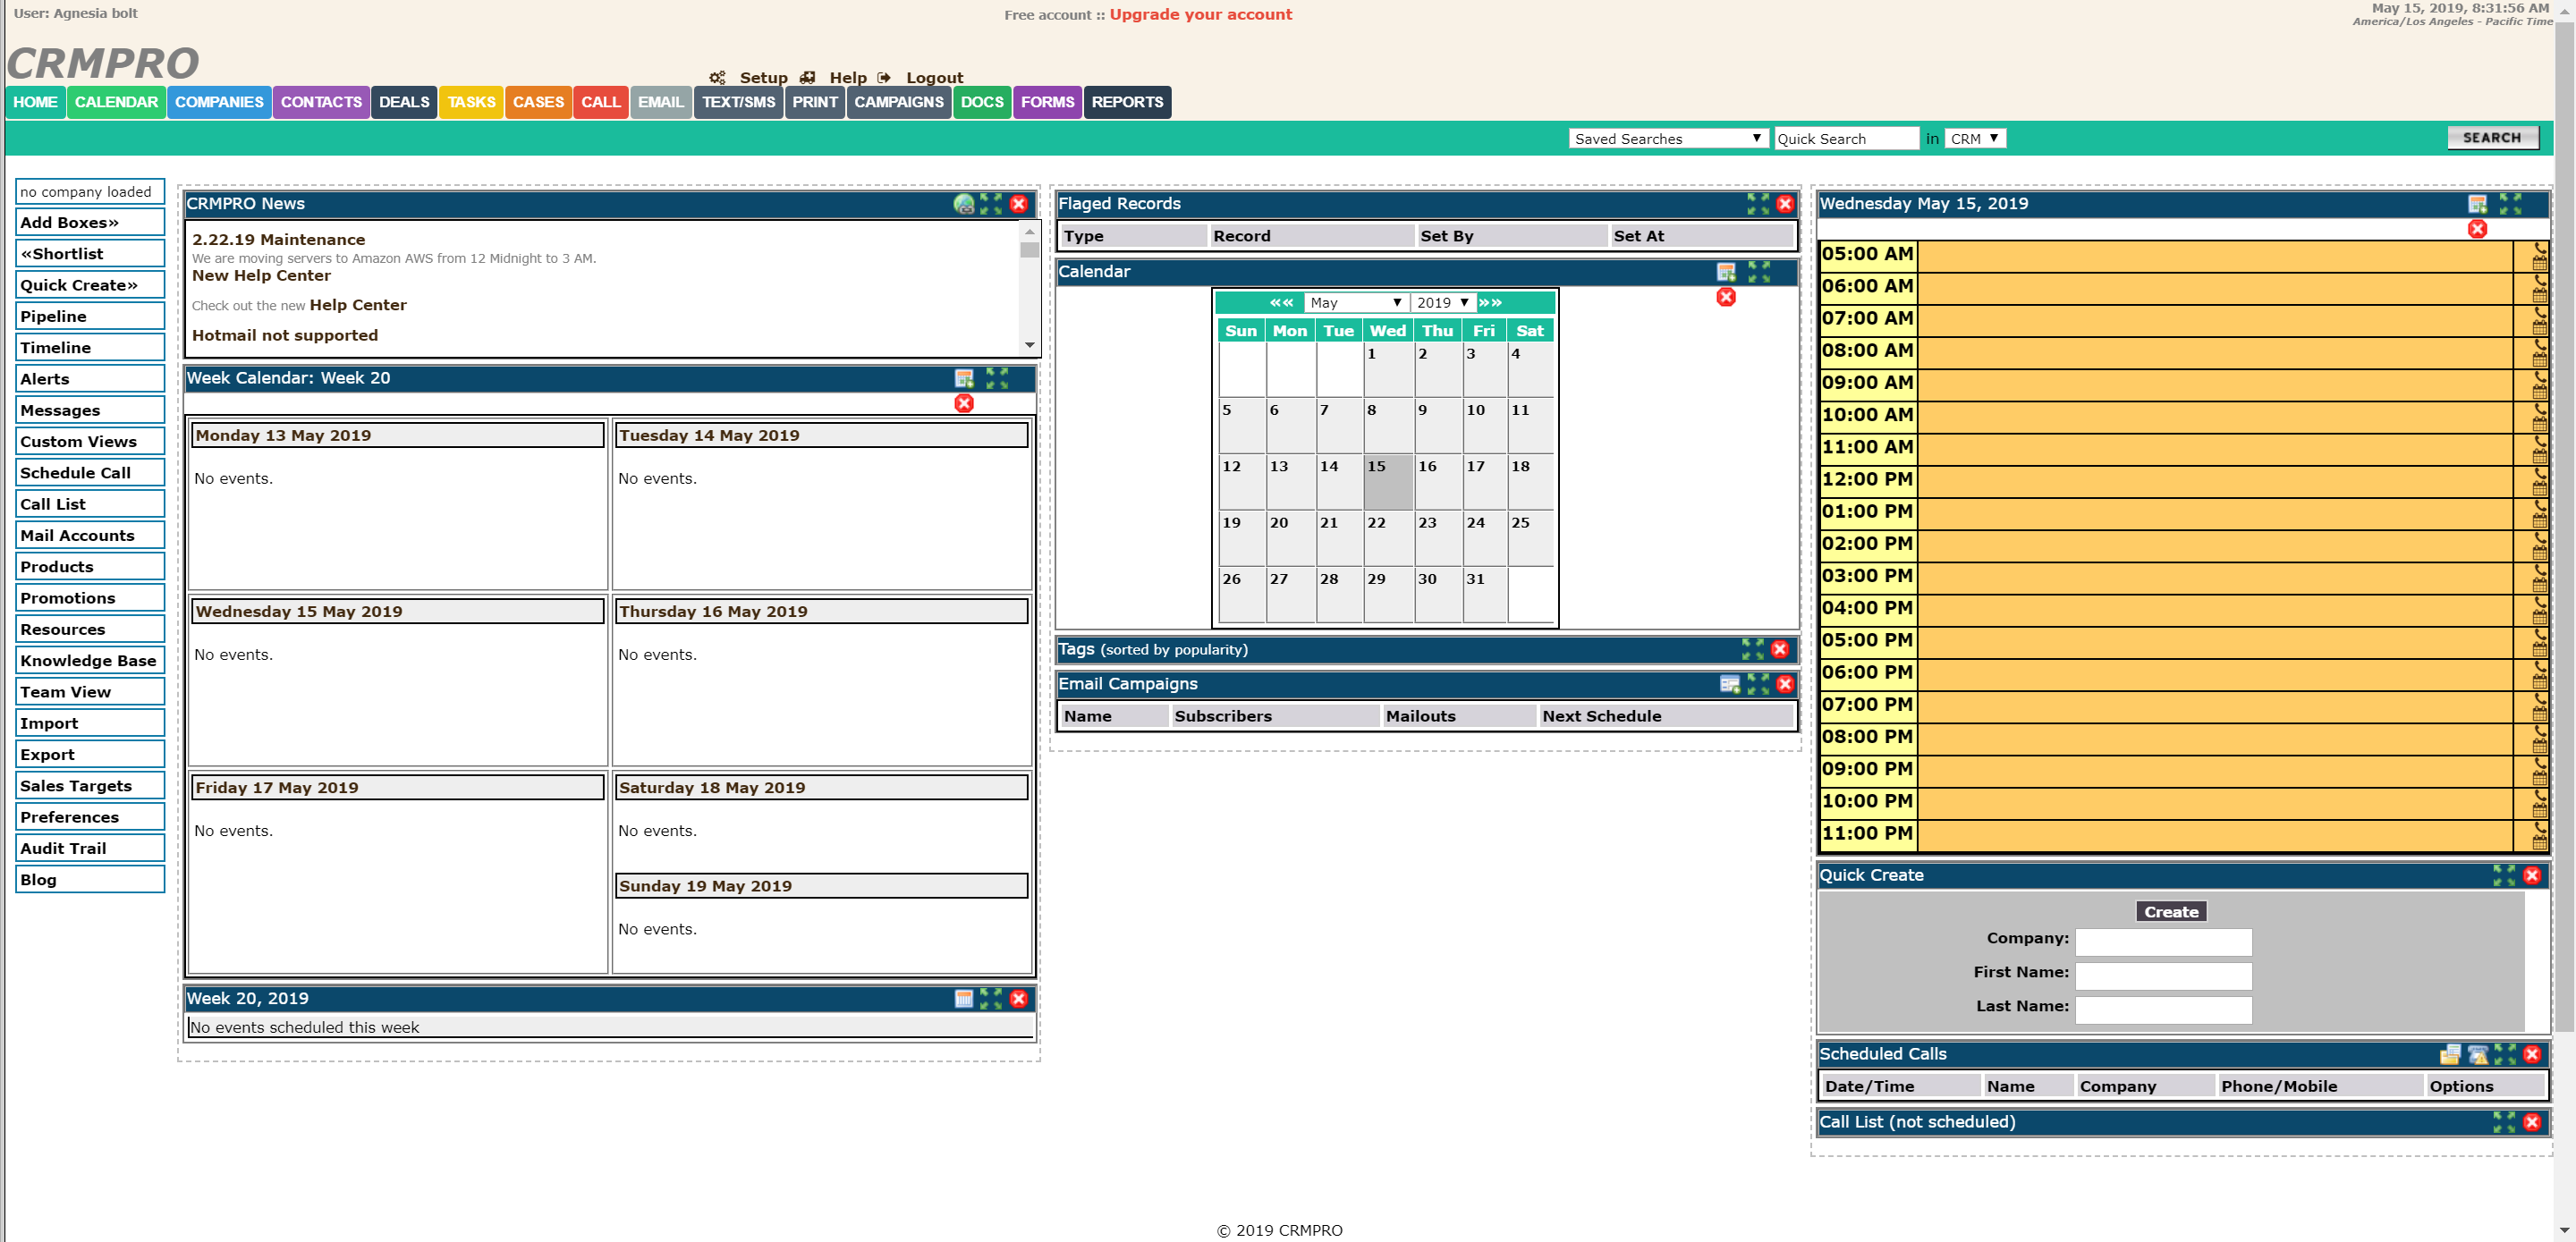 User: Agnesia bolt
Free account :: Upgrade your account
May 15, 2019, 8:31:56 AM
America/Los Angeles - Pacific Time
CRMPRO
Setup Help Logout
HOME CALENDAR COMPANIES CONTACTS DEALS TASKS CASES CALL EMAIL TEXT/SMS PRINT CAMPAIGNS DOCS FORMS REPORTS
Saved Searches Quick Search in CRM SEARCH
no company loaded
Add Boxes»
«Shortlist
Quick Create»
Pipeline
Timeline
Alerts
Messages
Custom Views
Schedule Call
Call List
Mail Accounts
Products
Promotions
Resources
Knowledge Base
Team View
Import
Export
Sales Targets
Preferences
Audit Trail
Blog
CRMPRO News
2.22.19 Maintenance
We are moving servers to Amazon AWS from 12 Midnight to 3 AM.
New Help Center
Check out the new Help Center
Hotmail not supported
Week Calendar: Week 20
Monday 13 May 2019
No events.
Tuesday 14 May 2019
No events.
Wednesday 15 May 2019
No events.
Thursday 16 May 2019
No events.
Friday 17 May 2019
No events.
Saturday 18 May 2019
No events.
Sunday 19 May 2019
No events.
Week 20, 2019
No events scheduled this week
Flaged Records
Type Record Set By Set At
Calendar
«« May 2019 »»
Sun Mon Tue Wed Thu Fri Sat
1 2 3 4
5 6 7 8 9 10 11
12 13 14 15 16 17 18
19 20 21 22 23 24 25
26 27 28 29 30 31
Tags (sorted by popularity)
Email Campaigns
Name Subscribers Mailouts Next Schedule
Wednesday May 15, 2019
05:00 AM
06:00 AM
07:00 AM
08:00 AM
09:00 AM
10:00 AM
11:00 AM
12:00 PM
01:00 PM
02:00 PM
03:00 PM
04:00 PM
05:00 PM
06:00 PM
07:00 PM
08:00 PM
09:00 PM
10:00 PM
11:00 PM
Quick Create
Create
Company:
First Name:
Last Name:
Scheduled Calls
Date/Time Name Company Phone/Mobile Options
Call List (not scheduled)
© 2019 CRMPRO